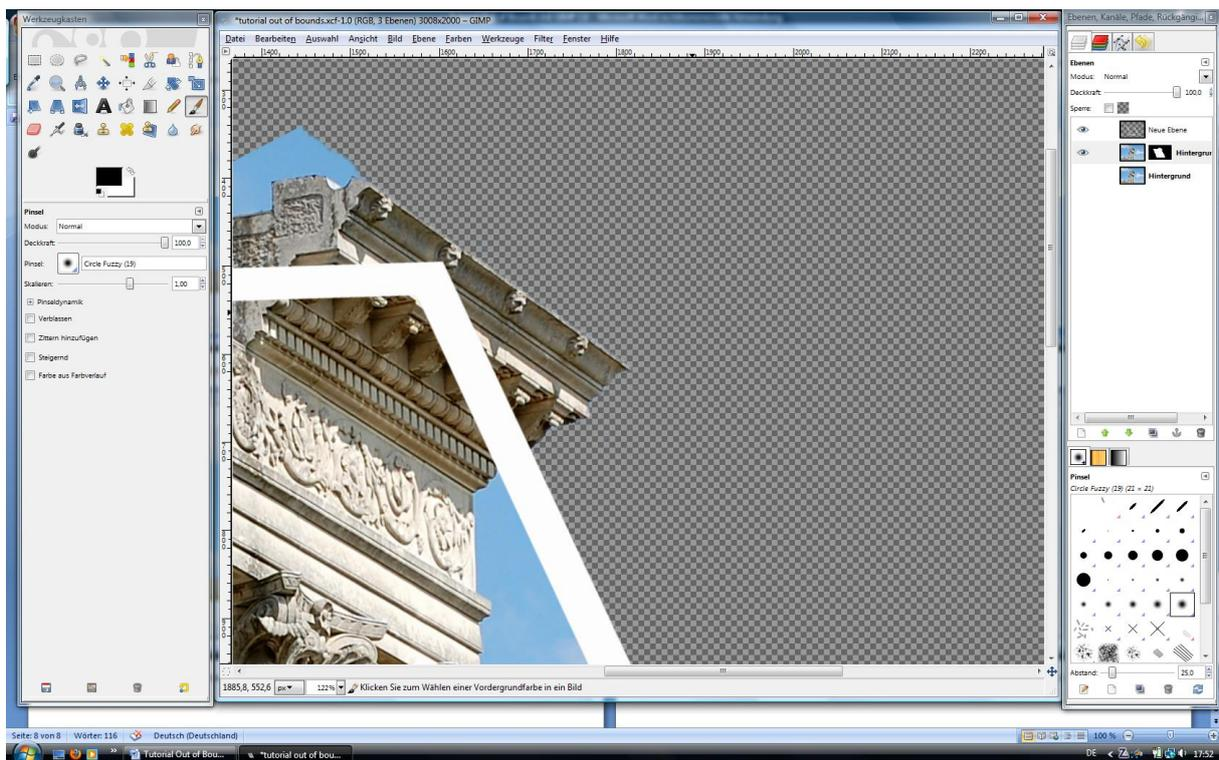 Werkzeugkasten
*tutorial out of bounds.xcf-1.0 (RGB, 3 Ebenen) 3008x2000 – GIMP
Ebenen, Kanäle, Pfade, Rückgängi...
Datei Bearbeiten Auswahl Ansicht Bild Ebene Farben Werkzeuge Filter Fenster Hilfe
1400 1500 1600 1700 1800 1900 2000 2100 2200
Ebenen
Modus: Normal
Deckkraft: 100,0
Sperre:
Neue Ebene
Hintergrun
Hintergrund
Pinsel
Modus: Normal
Deckkraft: 100,0
Pinsel: Circle Fuzzy (19)
Skalieren: 1,00
Pinseldynamik
Verblassen
Zittern hinzufügen
Steigernd
Farbe aus Farbverlauf
Pinsel
Circle Fuzzy (19) (21 × 21)
Abstand: 25,0
1885,8, 552,6 px 122% Klicken Sie zum Wählen einer Vordergrundfarbe in ein Bild
Seite: 8 von 8 Wörter: 116 Deutsch (Deutschland) 100 %
Tutorial Out of Bou... *tutorial out of bou... DE 17:52